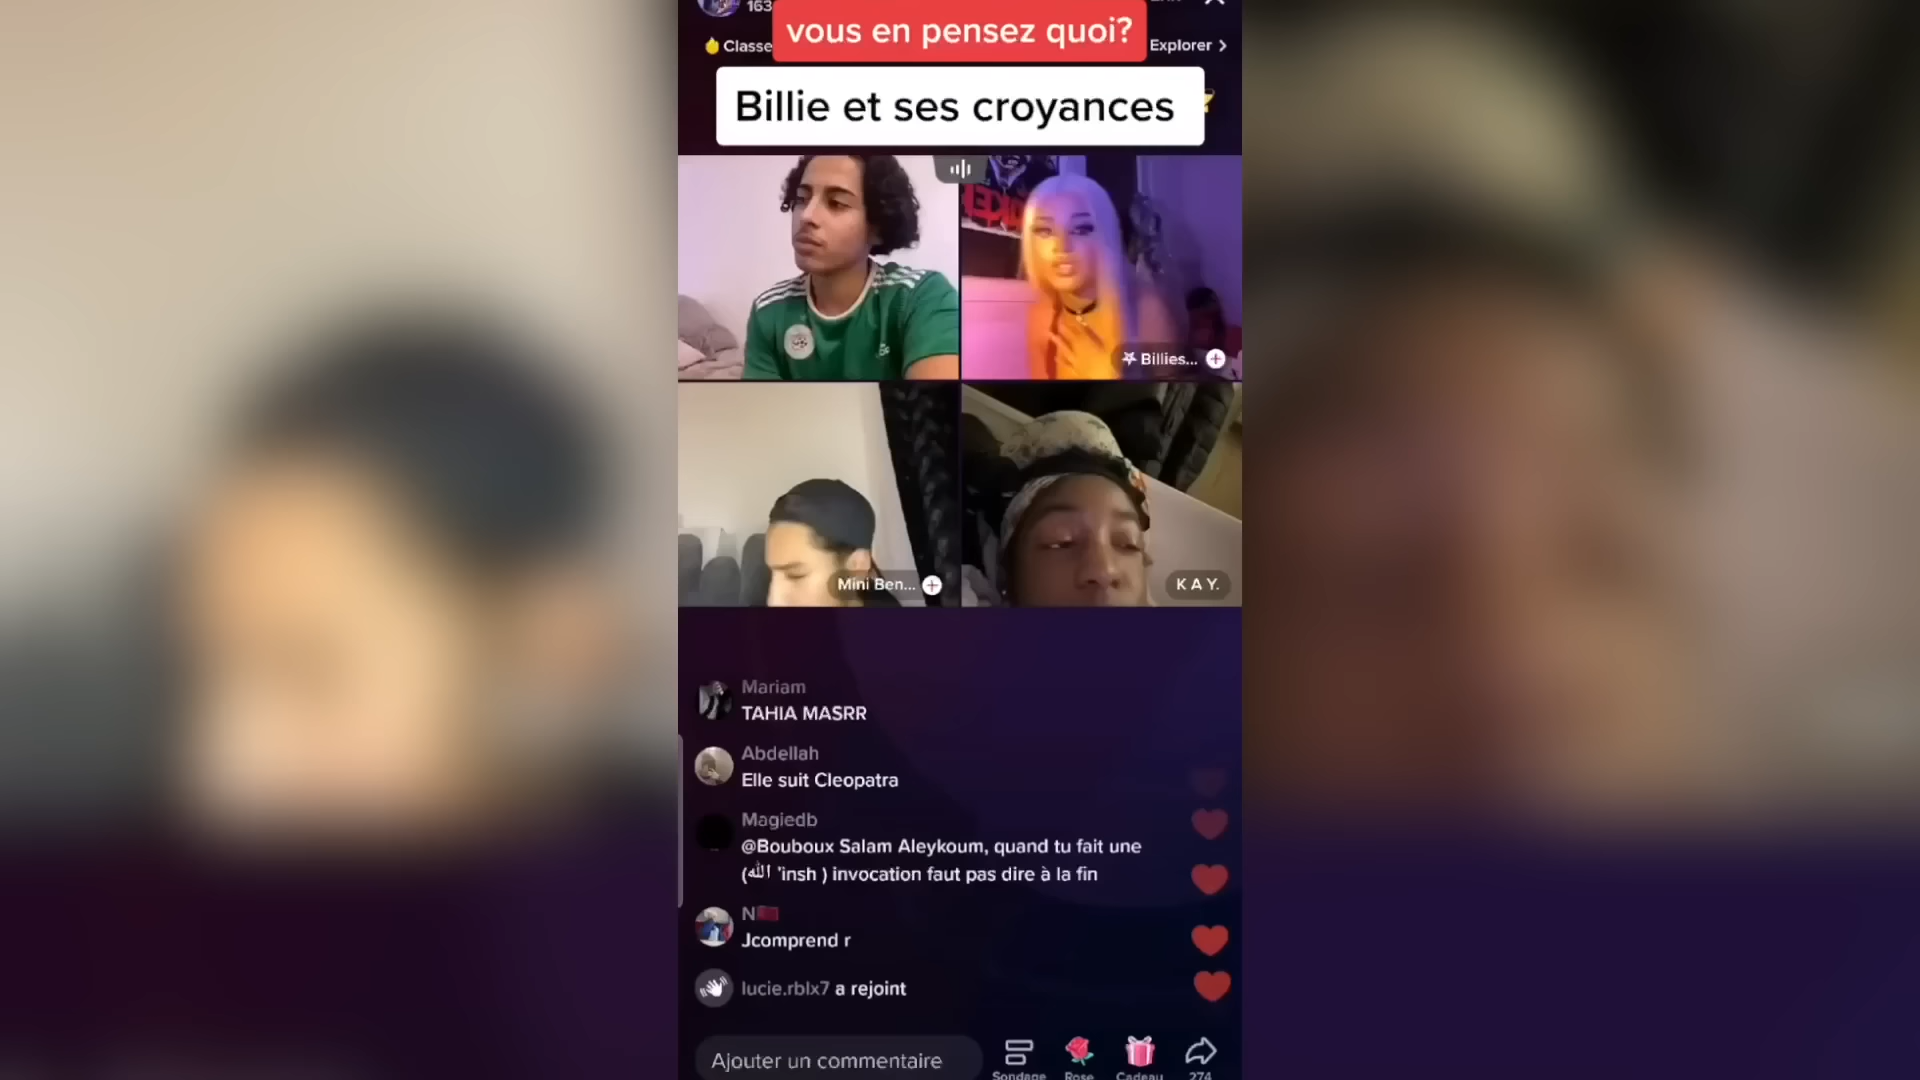 163
vous en pensez quoi?
Classe
Explorer >
Billie et ses croyances
Billies...
Mini Ben...
K A Y.
Mariam
TAHIA MASRR
Abdellah
Elle suit Cleopatra
Magiedb
@Bouboux Salam Aleykoum, quand tu fait une
(الله 'insh ) invocation faut pas dire à la fin
N🇲🇦
Jcomprend r
lucie.rblx7 a rejoint
Ajouter un commentaire
Sondage
Rose
Cadeau
274